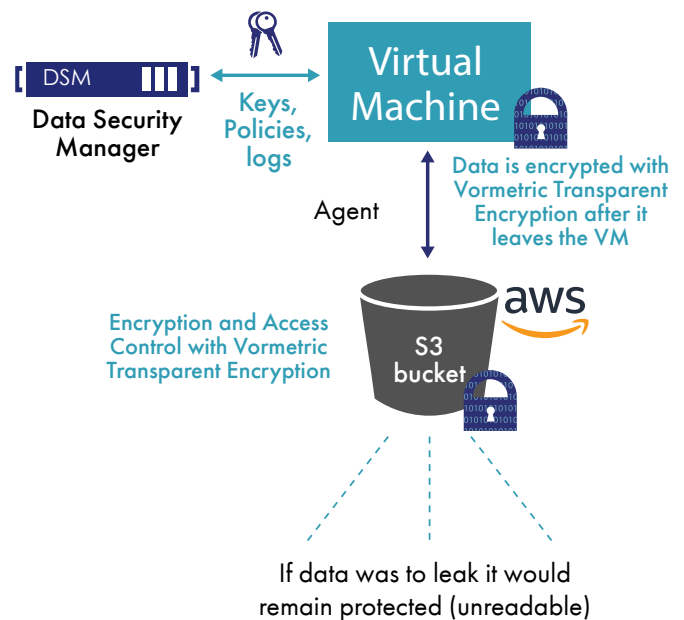 DSM
Data Security
Manager
Keys,
Policies,
logs
Virtual
Machine
Data is encrypted with
Vormetric Transparent
Encryption after it
leaves the VM
Agent
aws
Encryption and Access
Control with Vormetric
Transparent Encryption
S3
bucket
If data was to leak it would
remain protected (unreadable)